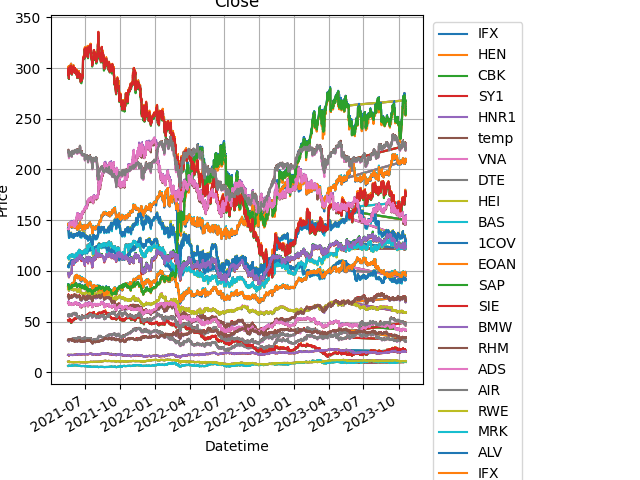 Close
350
300
250
200
150
100
50
0
Price
2021-07
2021-10
2022-01
2022-04
2022-07
2022-10
2023-01
2023-04
2023-07
2023-10
Datetime
IFX
HEN
CBK
SY1
HNR1
temp
VNA
DTE
HEI
BAS
1COV
EOAN
SAP
SIE
BMW
RHM
ADS
AIR
RWE
MRK
ALV
IFX